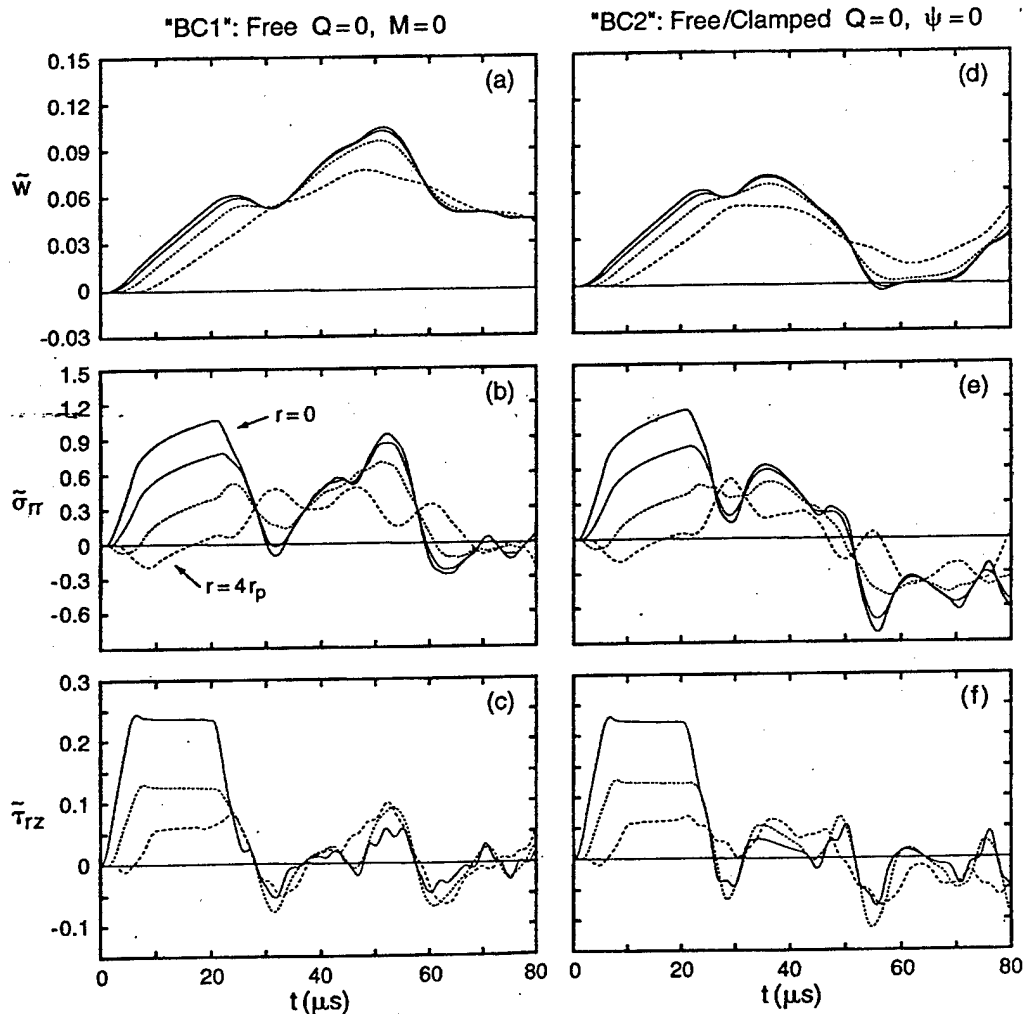 "BC1": Free Q=0, M=0
"BC2": Free/Clamped Q=0, ψ=0
0.15
0.12
0.09
0.06
0.03
0
-0.03
w̃
(a)
(d)
1.5
1.2
0.9
0.6
0.3
0
-0.3
-0.6
σ̃rr
(b)
r=0
r=4rp
(e)
0.3
0.2
0.1
0
-0.1
τ̃rz
(c)
(f)
0 20 40 60 80
t(μs)
0 20 40 60 80
t(μs)